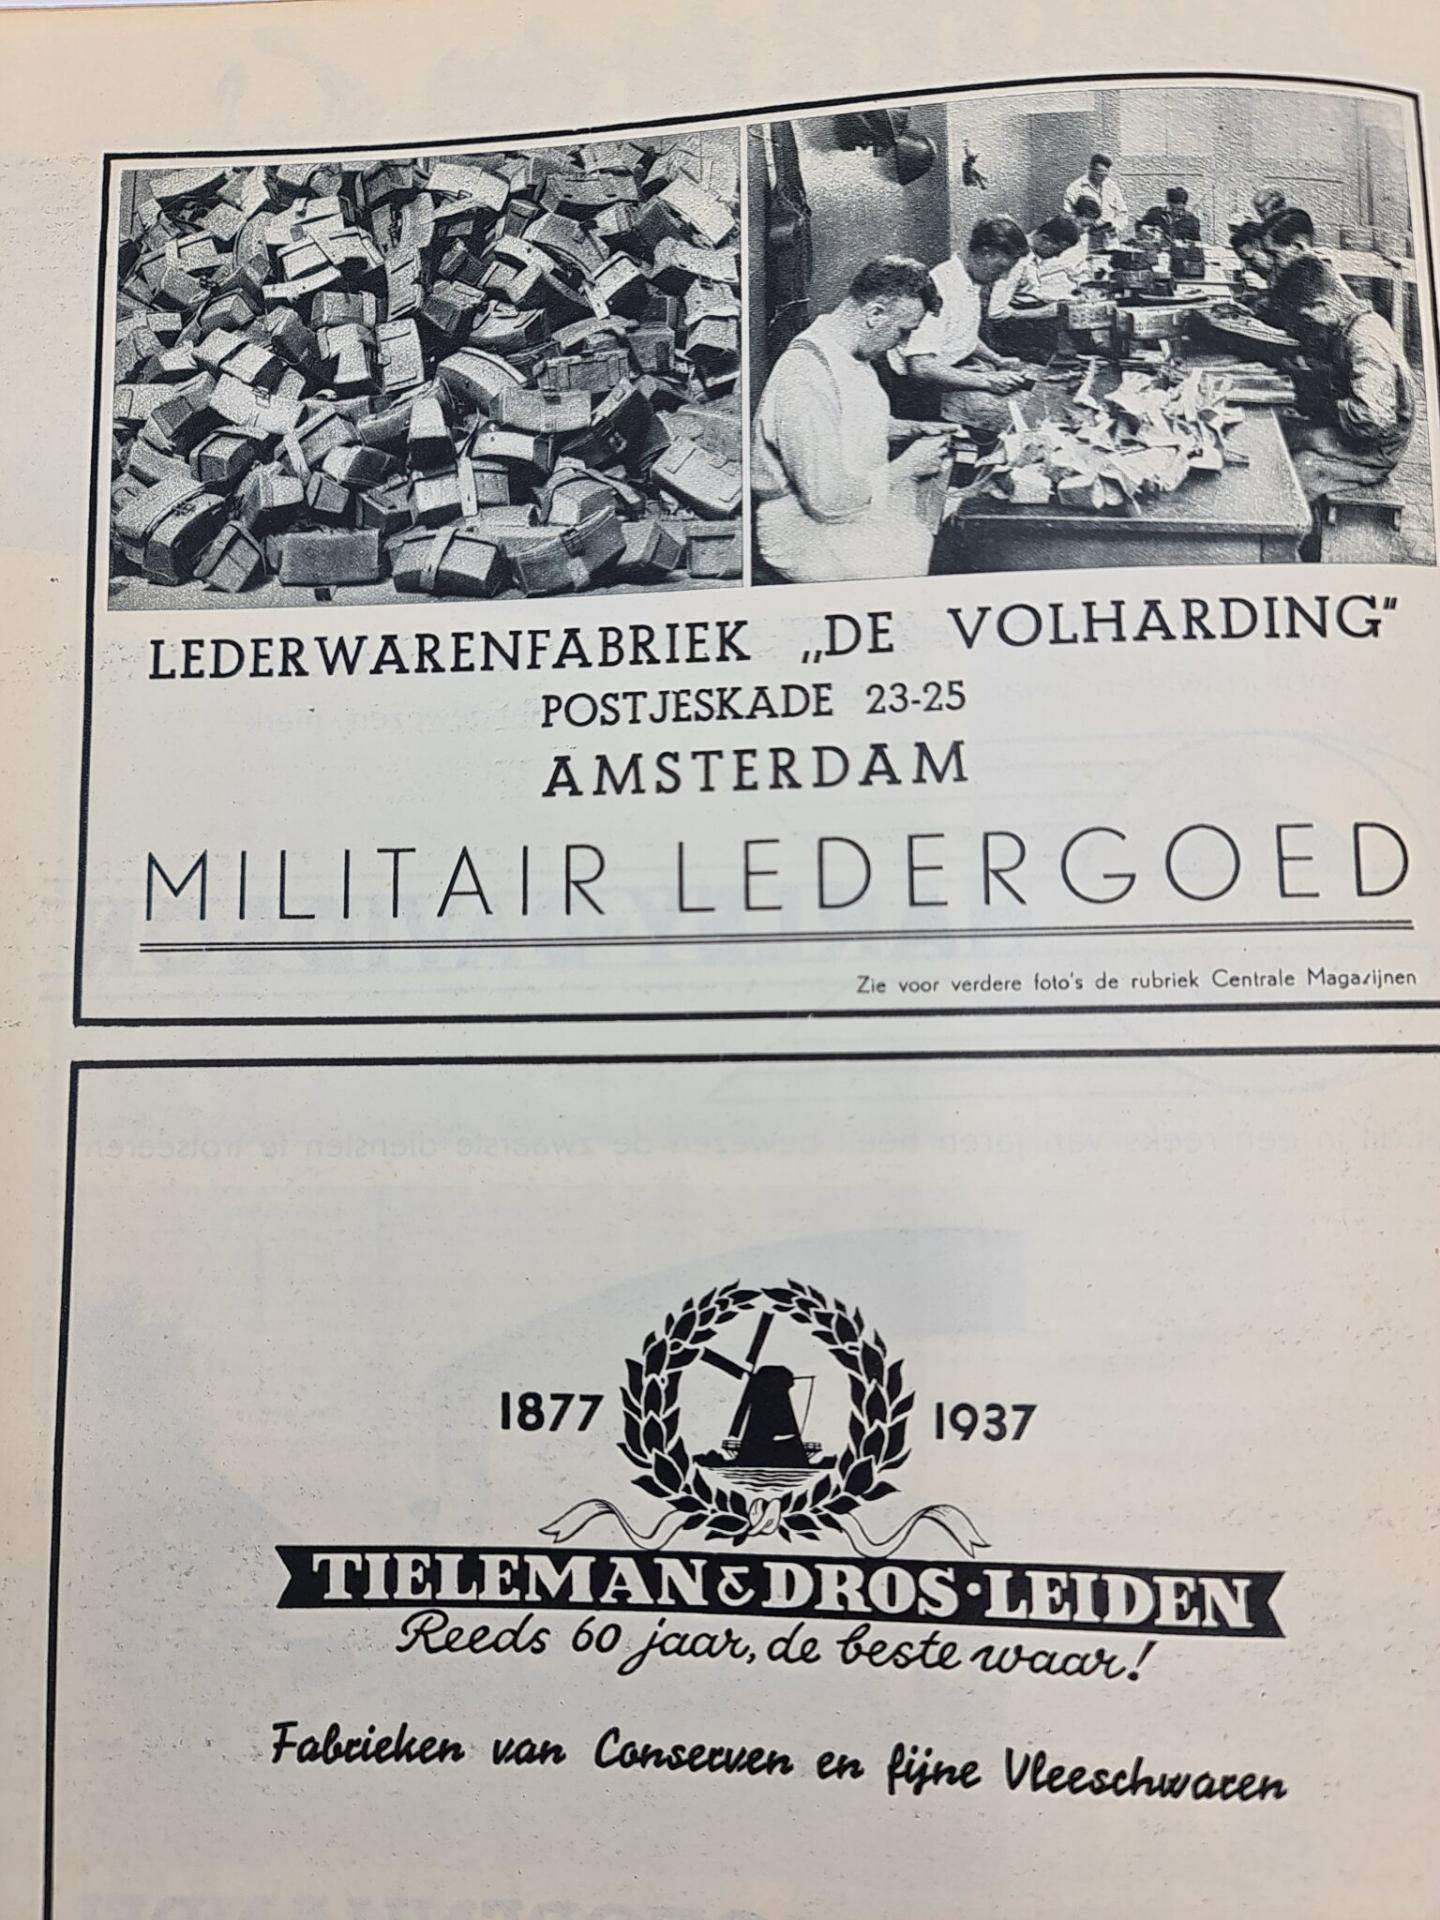 LEDERWARENFABRIEK „DE VOLHARDING"
POSTJESKADE 23-25
AMSTERDAM
MILITAIR LEDERGOED
Zie voor verdere foto's de rubriek Centrale Magazijnen
1877 1937
TIELEMAN & DROS · LEIDEN
Reeds 60 jaar, de beste waar!
Fabrieken van Conserven en fijne Vleeschwaren